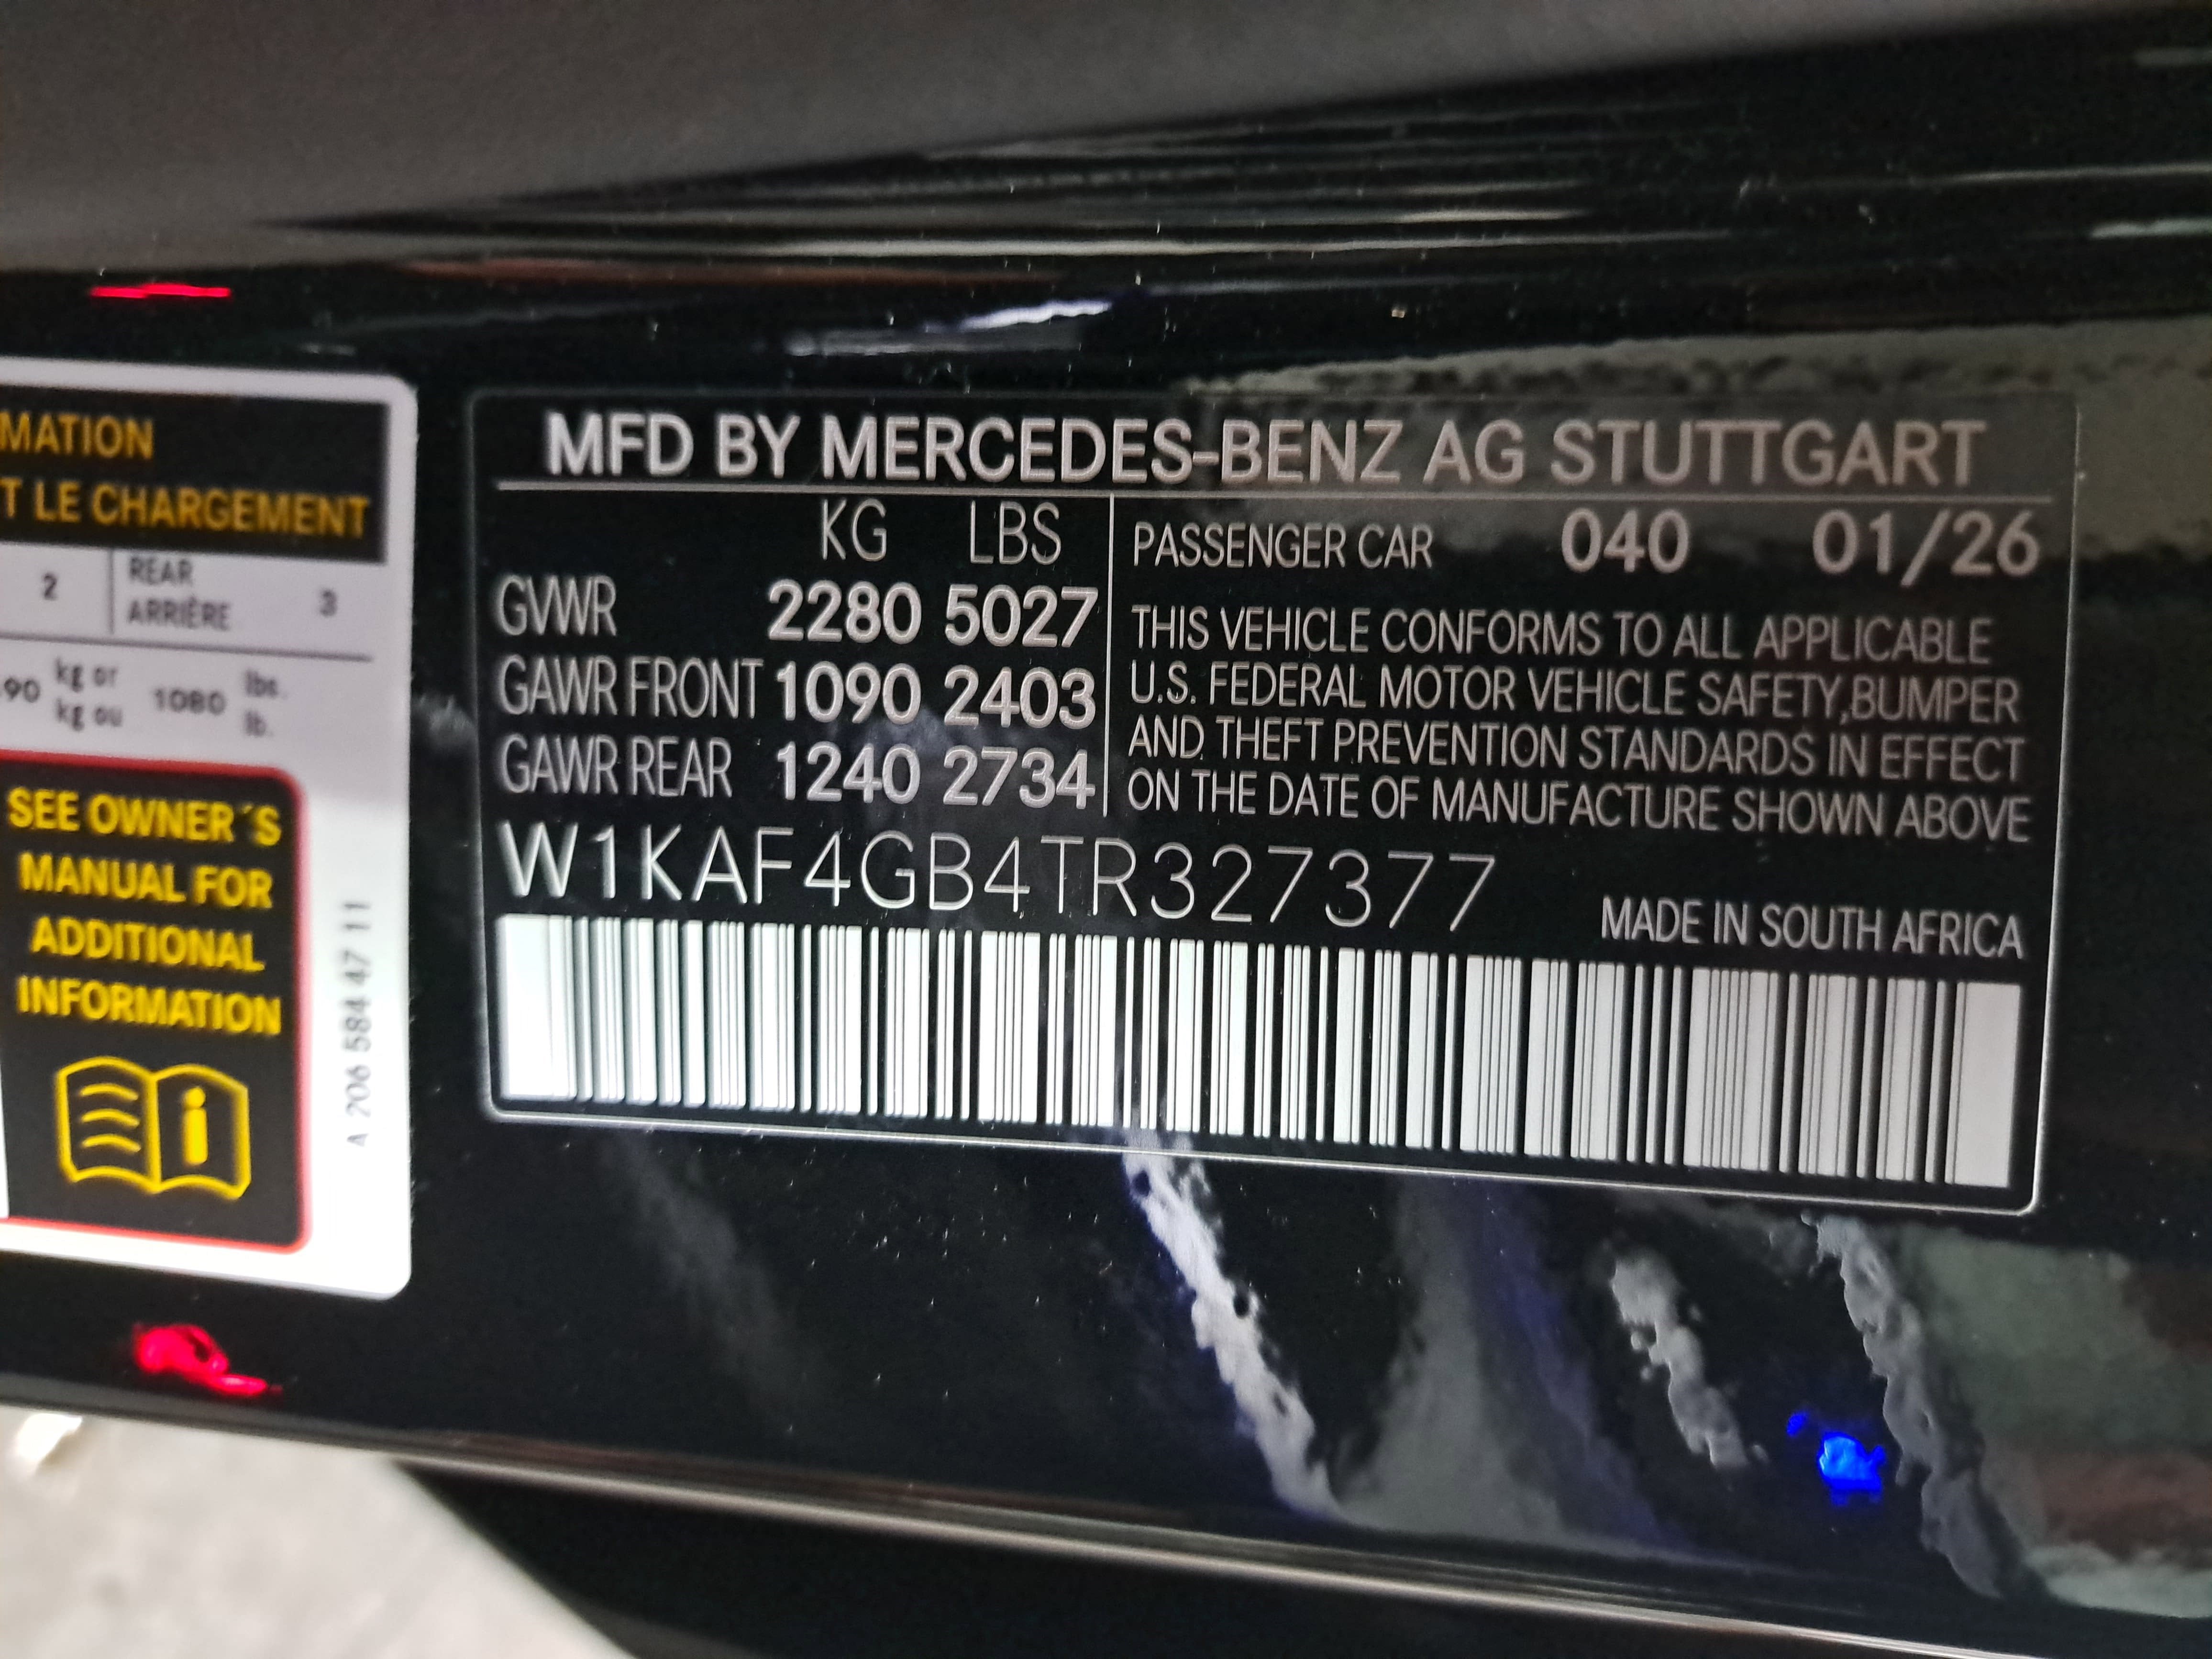 MATION
T LE CHARGEMENT
2 REAR ARRIÈRE 3
90 kg or kg ou 1080 lbs. lb.
SEE OWNER´S
MANUAL FOR
ADDITIONAL
INFORMATION
i
A 206 584 47 11
MFD BY MERCEDES-BENZ AG STUTTGART
KG LBS
GVWR 2280 5027
GAWR FRONT 1090 2403
GAWR REAR 1240 2734
PASSENGER CAR 040 01/26
THIS VEHICLE CONFORMS TO ALL APPLICABLE
U.S. FEDERAL MOTOR VEHICLE SAFETY,BUMPER
AND THEFT PREVENTION STANDARDS IN EFFECT
ON THE DATE OF MANUFACTURE SHOWN ABOVE
W1KAF4GB4TR327377
MADE IN SOUTH AFRICA